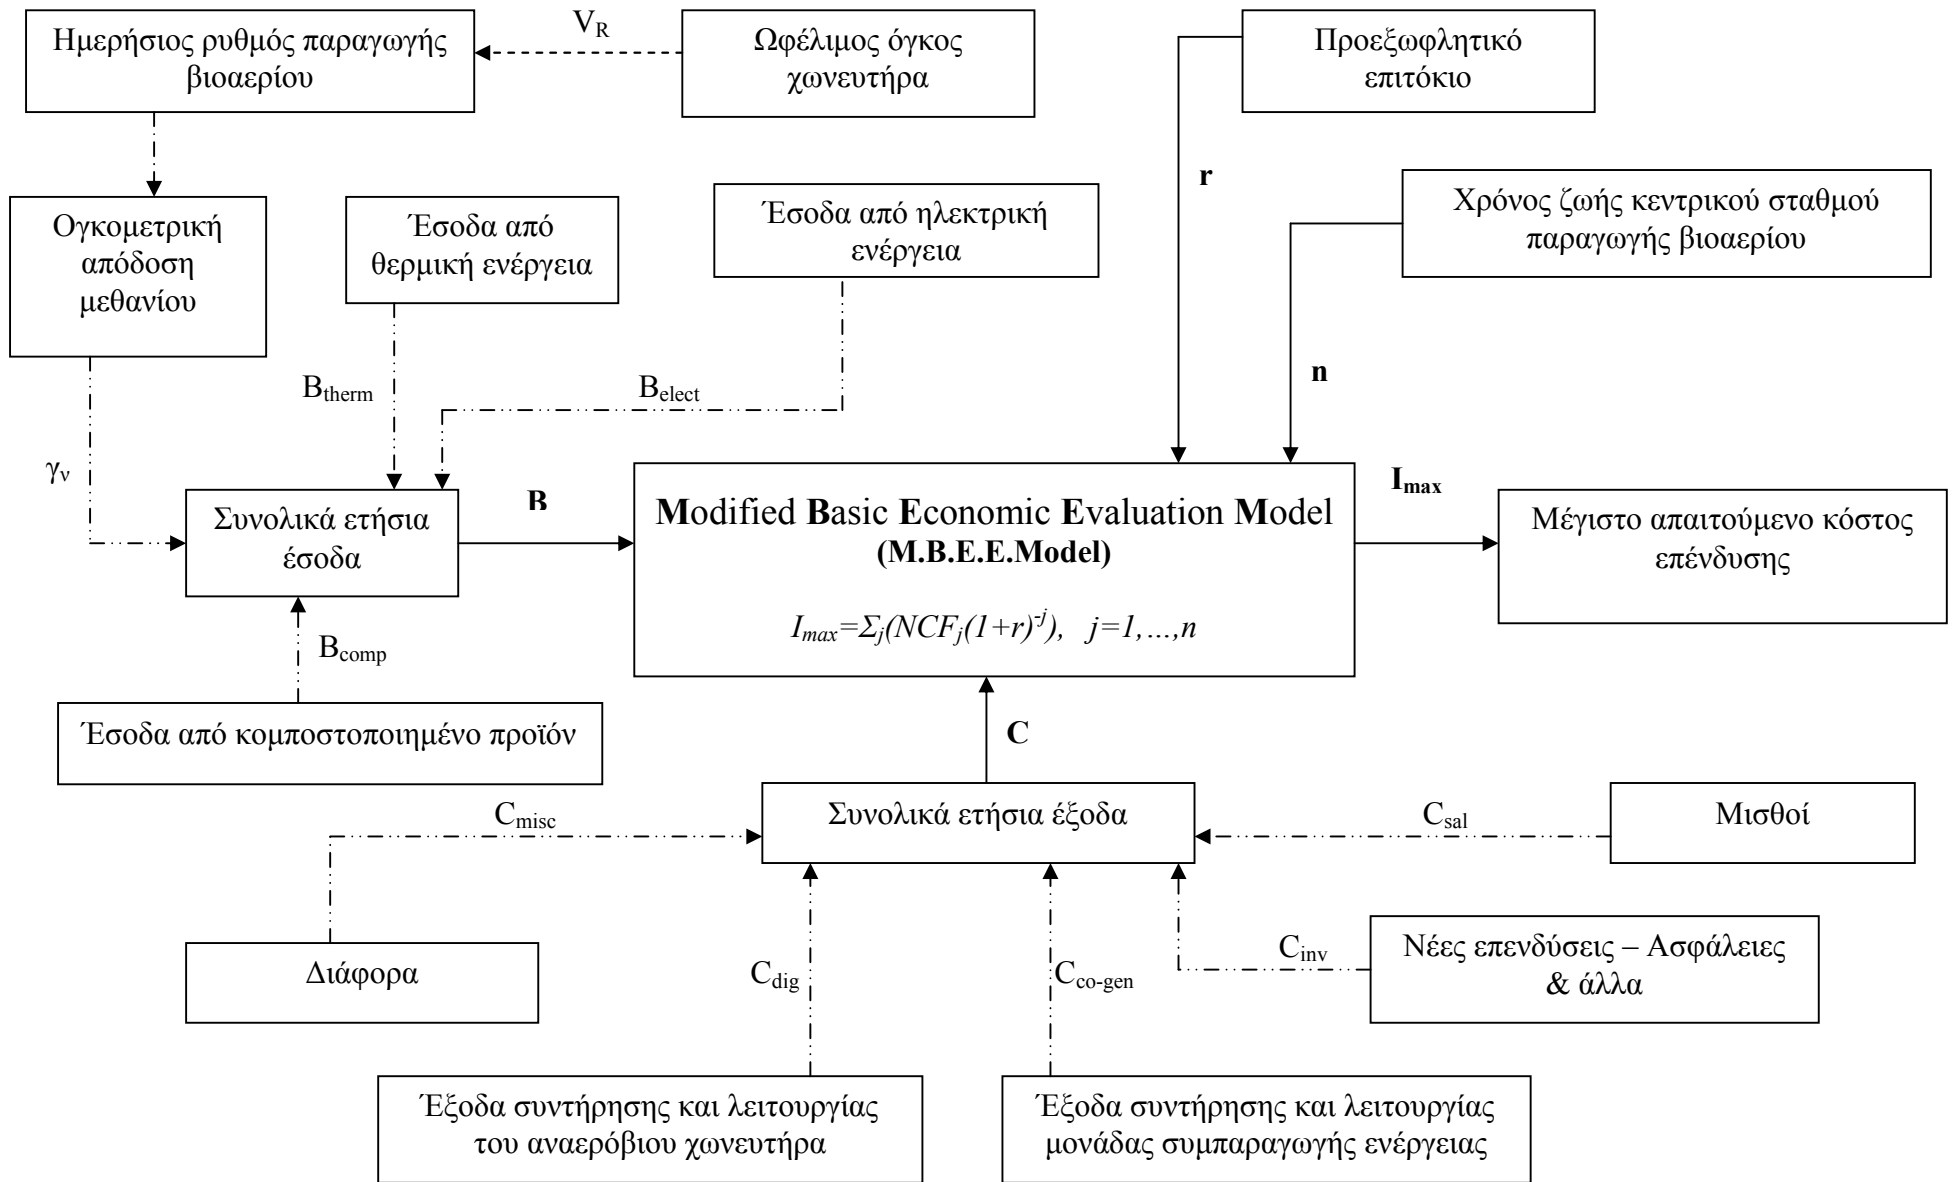 Ημερήσιος ρυθμός παραγωγής
βιοαερίου
V_R
Ωφέλιμος όγκος
χωνευτήρα
Προεξωφλητικό
επιτόκιο
r
Χρόνος ζωής κεντρικού σταθμού
παραγωγής βιοαερίου
n
Ογκομετρική
απόδοση
μεθανίου
Έσοδα από
θερμική ενέργεια
Έσοδα από ηλεκτρική
ενέργεια
B_therm
B_elect
γ_ν
Συνολικά ετήσια
έσοδα
B
Modified Basic Economic Evaluation Model
(M.B.E.E.Model)
I_max=Σ_j(NCF_j(1+r)^-j), j=1,...,n
I_max
Μέγιστο απαιτούμενο κόστος
επένδυσης
B_comp
Έσοδα από κομποστοποιημένο προϊόν
C
Συνολικά ετήσια έξοδα
C_misc
C_sal
Μισθοί
Διάφορα
C_dig
C_co-gen
C_inv
Νέες επενδύσεις – Ασφάλειες
& άλλα
Έξοδα συντήρησης και λειτουργίας
του αναερόβιου χωνευτήρα
Έξοδα συντήρησης και λειτουργίας
μονάδας συμπαραγωγής ενέργειας